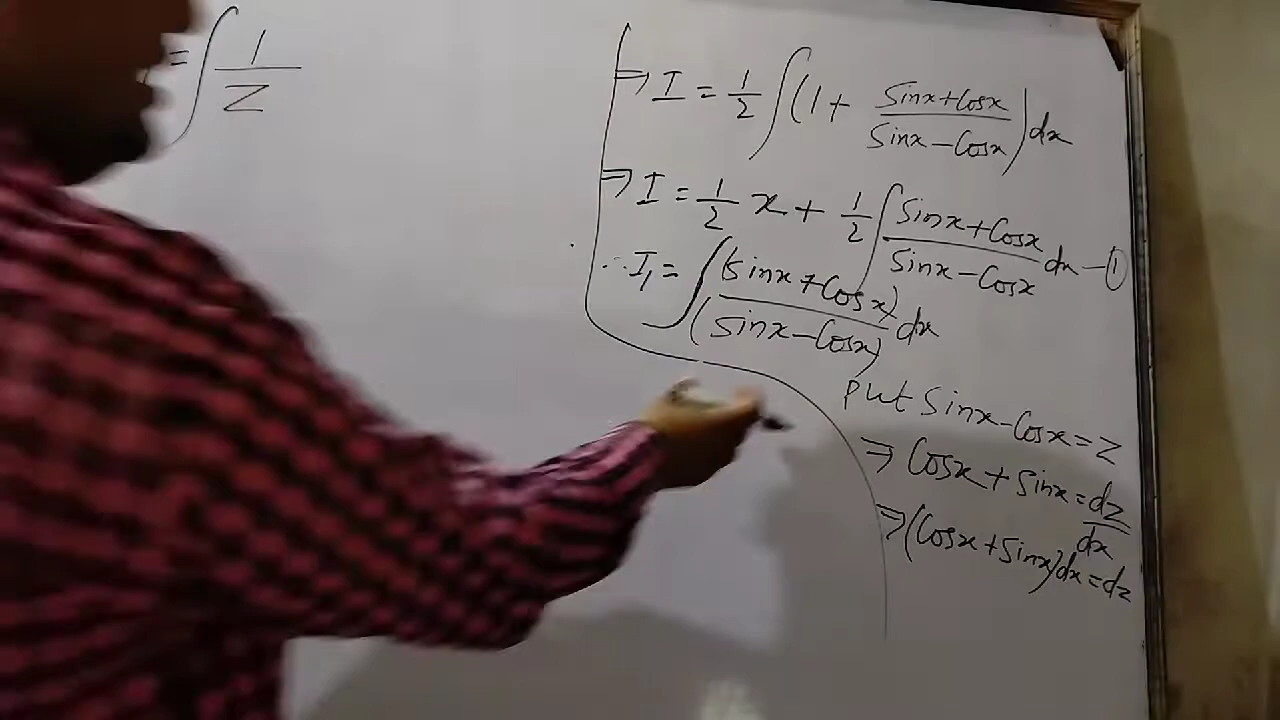 = ∫ 1/Z
⇒ I = 1/2 ∫ (1 + (Sinx+Cosx)/(Sinx−Cosx)) dx
⇒ I = 1/2 x + 1/2 ∫ (Sinx+Cosx)/(Sinx−Cosx) dx − ①
∴ I₁ = ∫ (Sinx+Cosx)/(Sinx−Cosx) dx
Put Sinx−Cosx = Z
⇒ Cosx + Sinx = dz/dx
⇒ (Cosx + Sinx)dx = dz